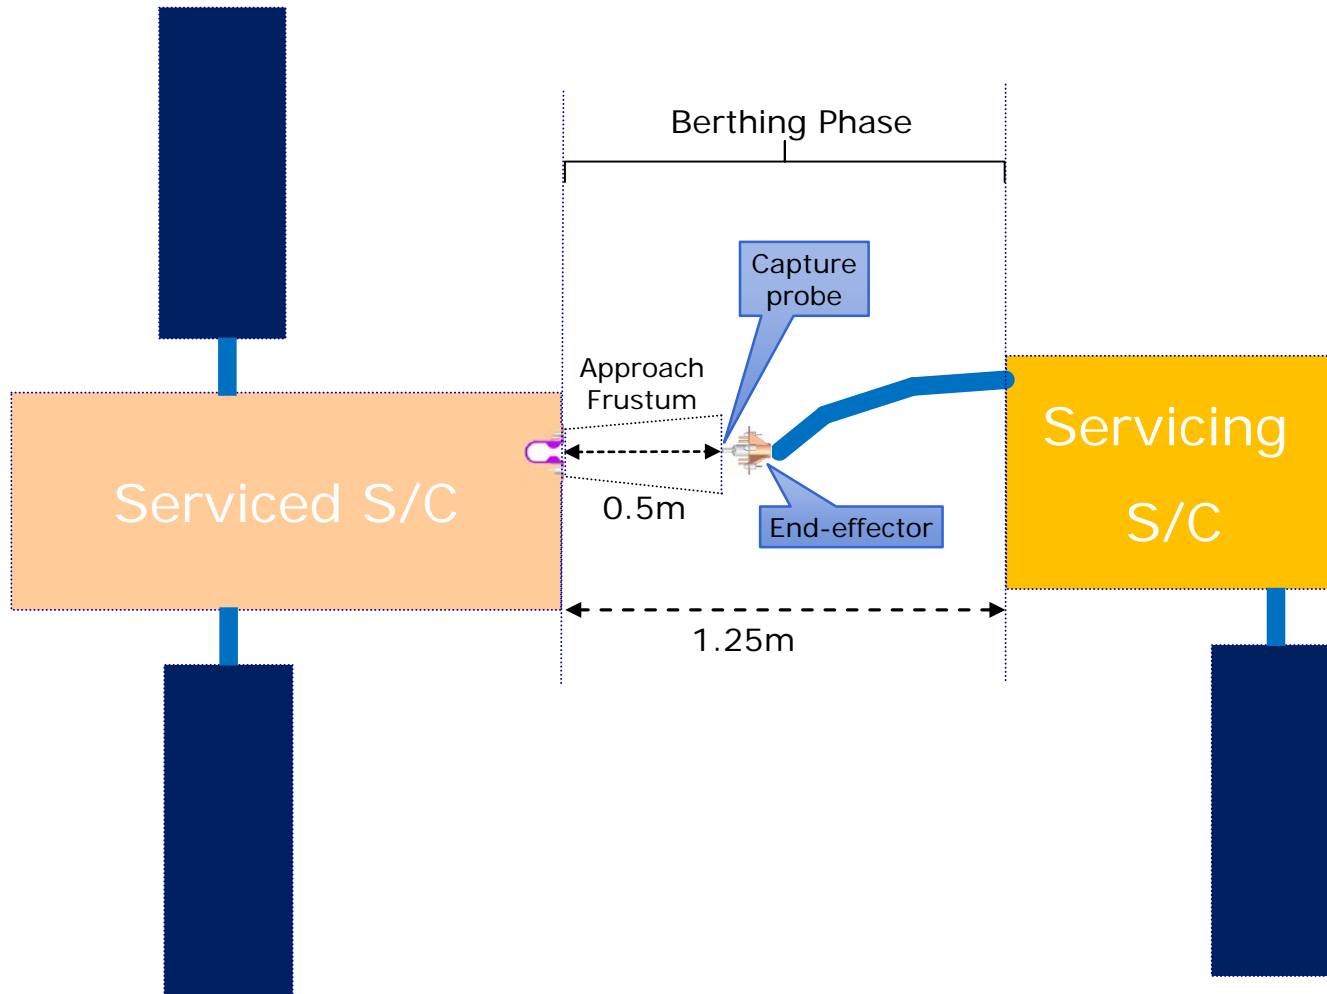 Berthing Phase
Capture
probe
Approach
Frustum
0.5m
End-effector
Serviced S/C
Servicing
S/C
1.25m